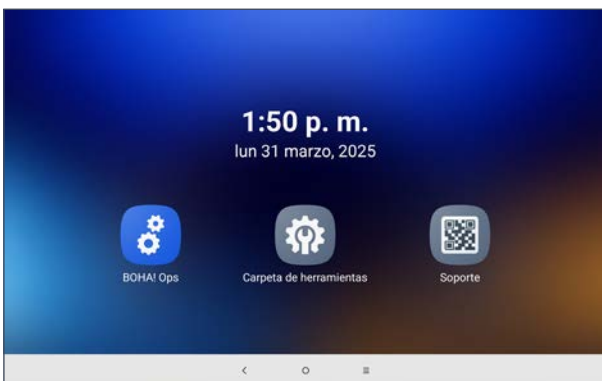 1:50 p. m.
lun 31 marzo, 2025
BOHA! Ops
Carpeta de herramientas
Soporte